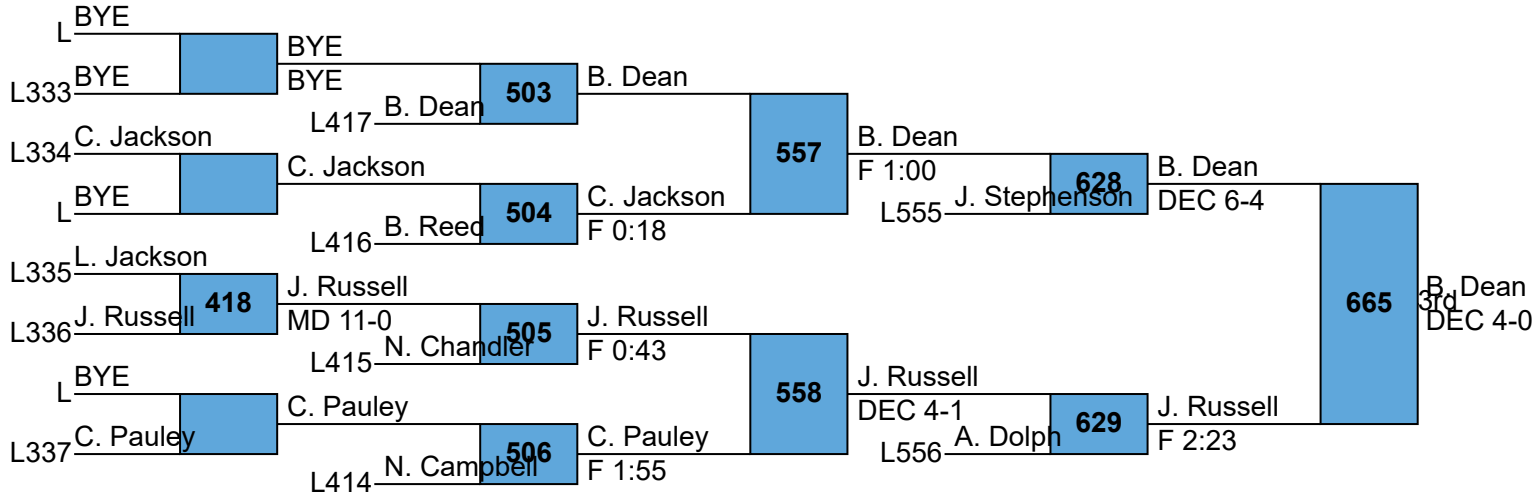 BYE
L
BYE
L333
BYE
BYE
L417 B. Dean
503
B. Dean
C. Jackson
L334
BYE
L
C. Jackson
L416 B. Reed
504
C. Jackson
F 0:18
557
B. Dean
F 1:00
L555 J. Stephenson
628
B. Dean
DEC 6-4
L. Jackson
L335
418
J. Russell
L336
J. Russell
MD 11-0
L415 N. Chandler
505
J. Russell
F 0:43
BYE
L
C. Pauley
L337
C. Pauley
L414 N. Campbell
506
C. Pauley
F 1:55
558
J. Russell
DEC 4-1
L556 A. Dolph
629
J. Russell
F 2:23
665
B. Dean
3rd
DEC 4-0